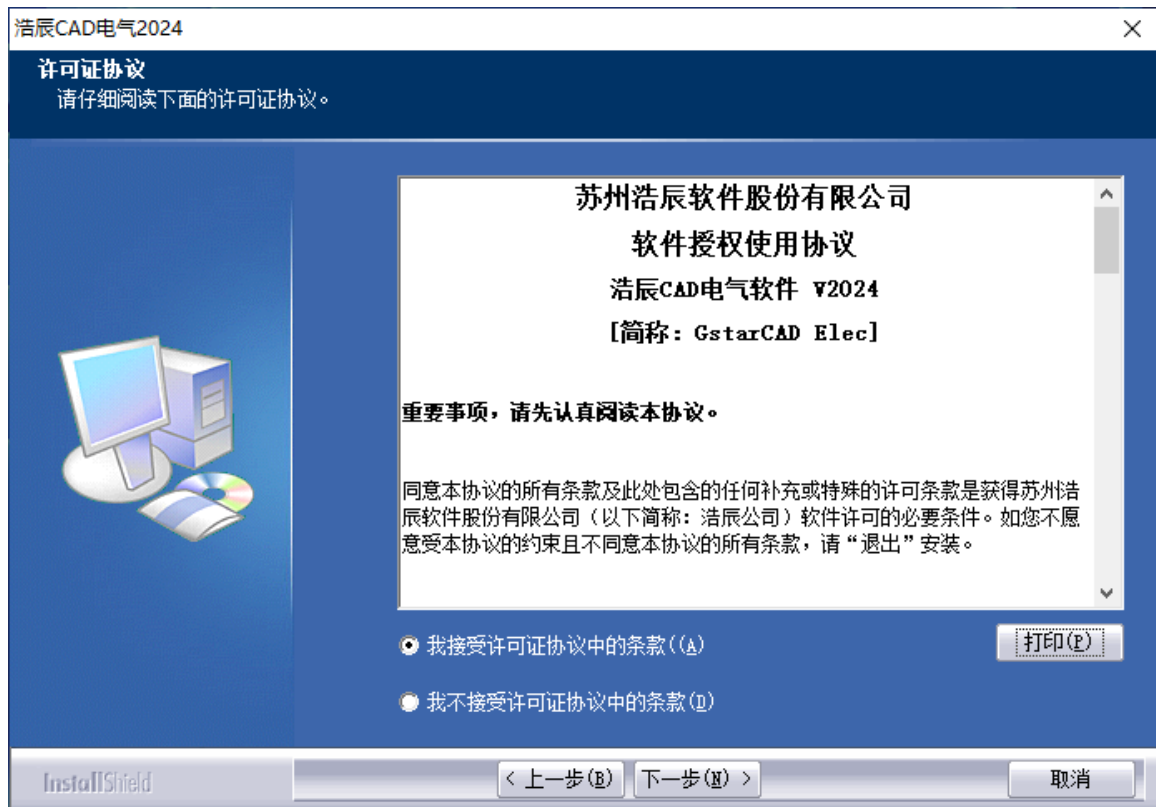 浩辰CAD电气2024
许可证协议
请仔细阅读下面的许可证协议。
苏州浩辰软件股份有限公司
软件授权使用协议
浩辰CAD电气软件 V2024
[简称：GstarCAD Elec]
重要事项，请先认真阅读本协议。
同意本协议的所有条款及此处包含的任何补充或特殊的许可条款是获得苏州浩
辰软件股份有限公司（以下简称：浩辰公司）软件许可的必要条件。如您不愿
意受本协议的约束且不同意本协议的所有条款，请“退出”安装。
我接受许可证协议中的条款((A)
打印(P)
我不接受许可证协议中的条款(D)
InstallShield
< 上一步(B)
下一步(N) >
取消